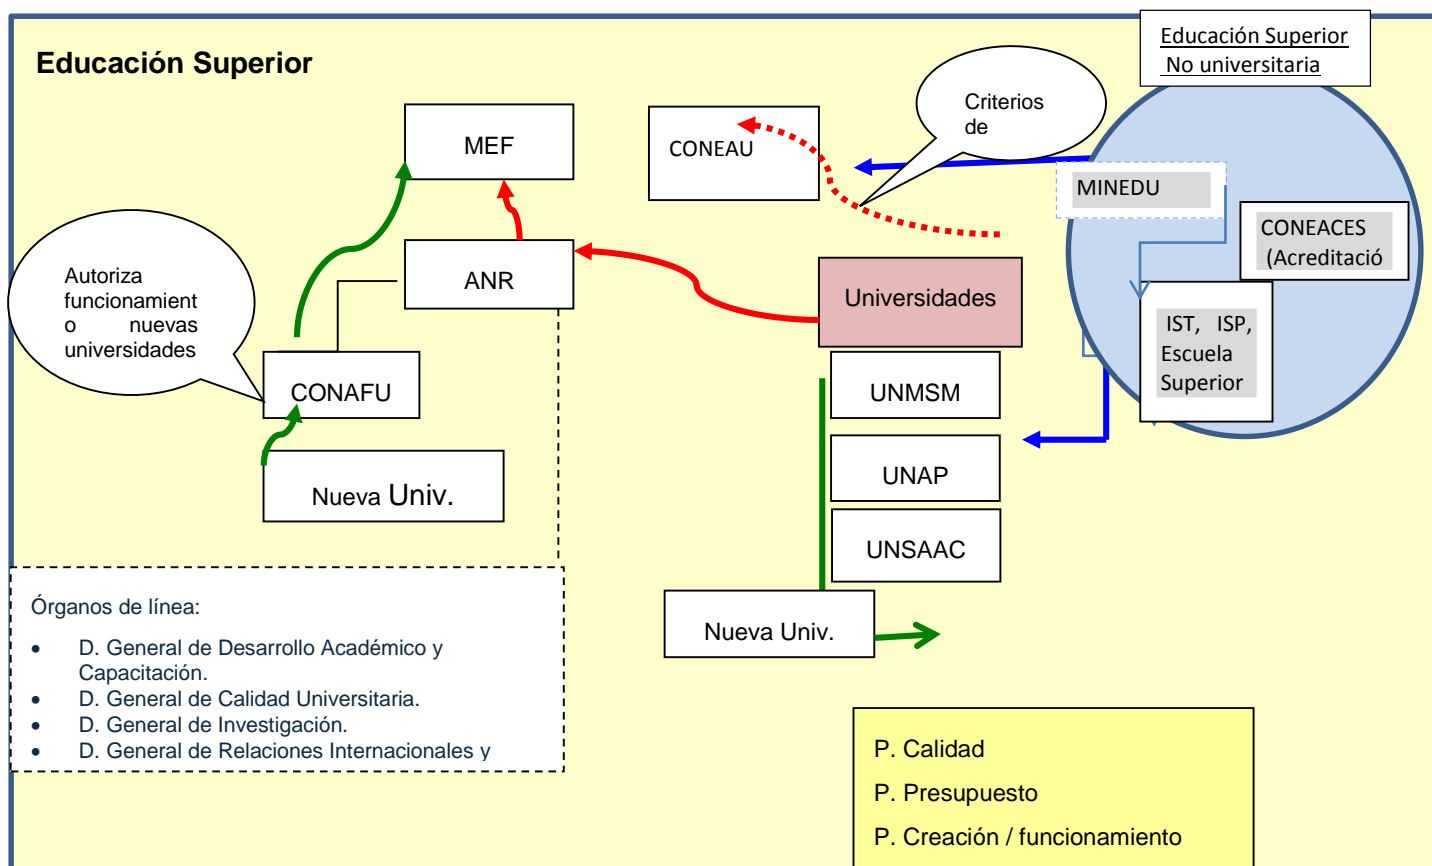 Educación Superior
Educación Superior
No universitaria
MEF
CONEAU
Criterios
de
MINEDU
CONEACES
(Acreditació
ANR
Universidades
Autoriza
funcionamient
o nuevas
universidades
IST, ISP,
Escuela
Superior
CONAFU
UNMSM
Nueva Univ.
UNAP
UNSAAC
Nueva Univ.
Órganos de línea:
• D. General de Desarrollo Académico y
Capacitación.
• D. General de Calidad Universitaria.
• D. General de Investigación.
• D. General de Relaciones Internacionales y
P. Calidad
P. Presupuesto
P. Creación / funcionamiento